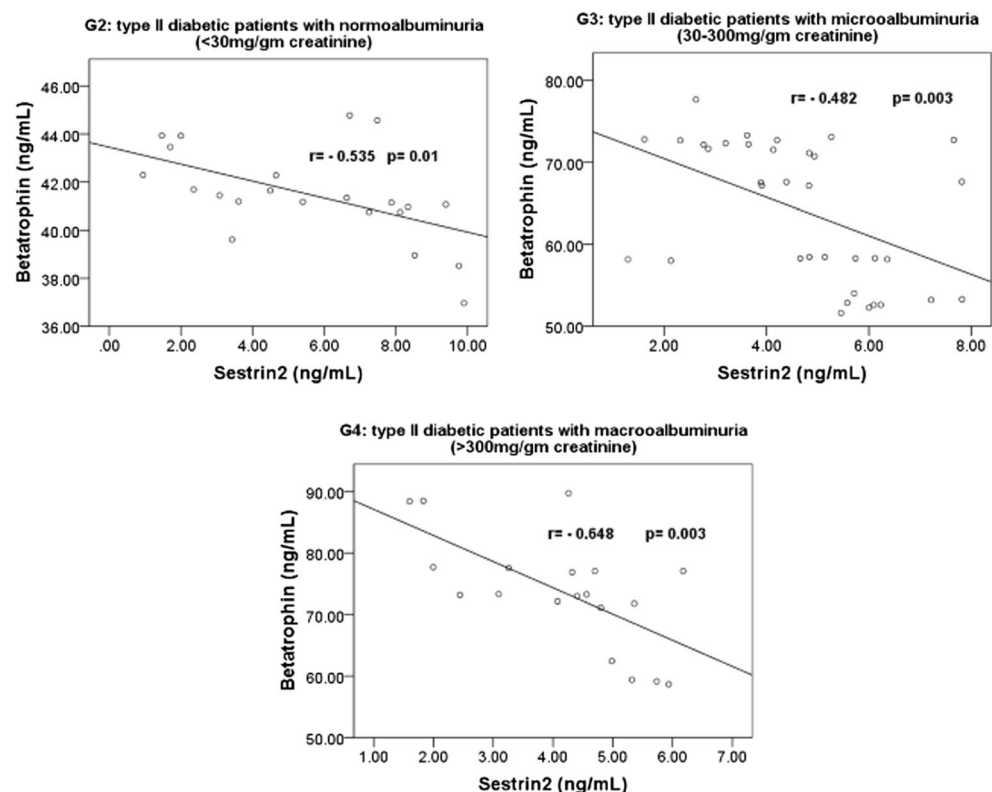 G2: type II diabetic patients with normoalbuminuria
(<30mg/gm creatinine)
46.00
44.00
42.00
40.00
38.00
36.00
Betatrophin (ng/mL)
r= - 0.535 p= 0.01
.00 2.00 4.00 6.00 8.00 10.00
Sestrin2 (ng/mL)
G3: type II diabetic patients with microoalbuminuria
(30-300mg/gm creatinine)
80.00
70.00
60.00
50.00
Betatrophin (ng/mL)
r= - 0.482 p= 0.003
2.00 4.00 6.00 8.00
Sestrin2 (ng/mL)
G4: type II diabetic patients with macrooalbuminuria
(>300mg/gm creatinine)
90.00
80.00
70.00
60.00
50.00
Betatrophin (ng/mL)
r= - 0.648 p= 0.003
1.00 2.00 3.00 4.00 5.00 6.00 7.00
Sestrin2 (ng/mL)